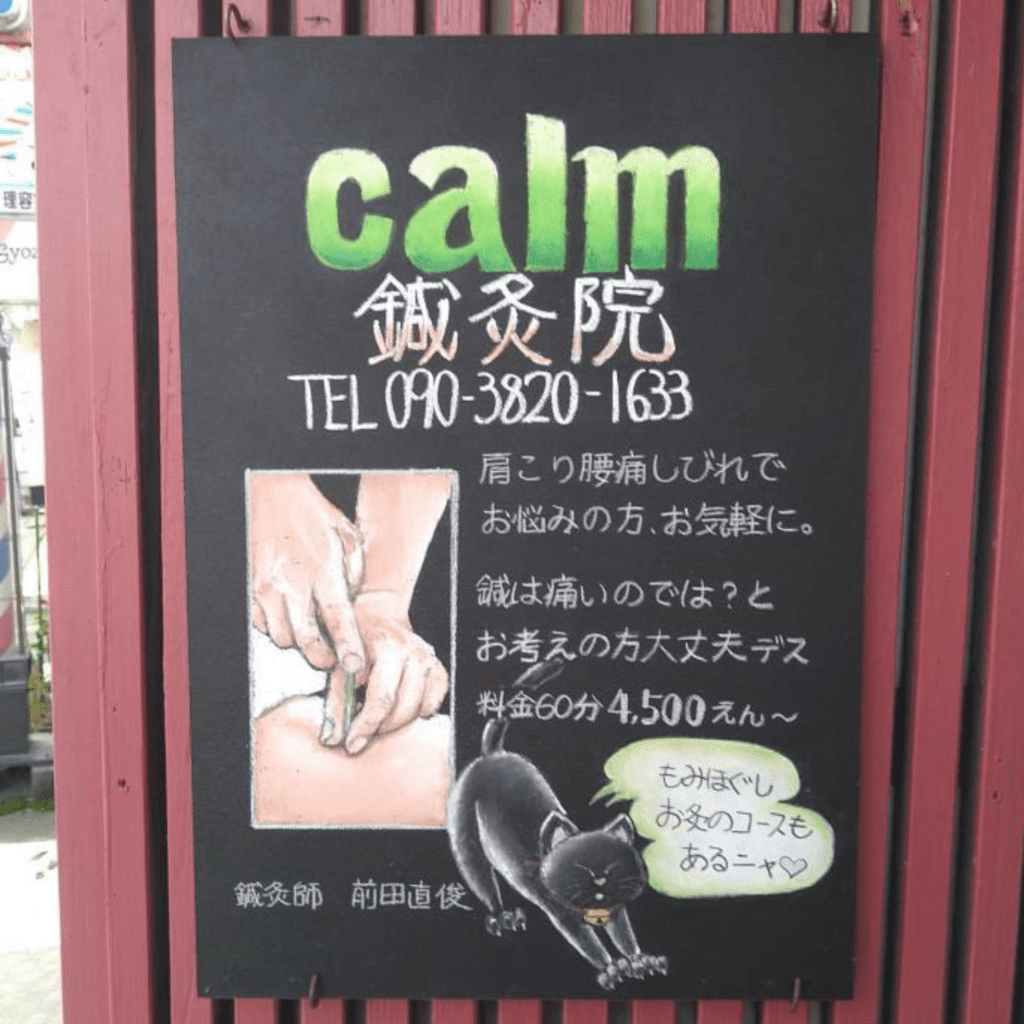 calm
鍼灸院
TEL 090-3820-1633
肩こり腰痛しびれで
お悩みの方、お気軽に。
鍼は痛いのでは？と
お考えの方大丈夫デス
料金60分 4,500えん～
もみほぐし
お灸のコースも
あるニャ♡
鍼灸師 前田直俊
理容
Gyoz